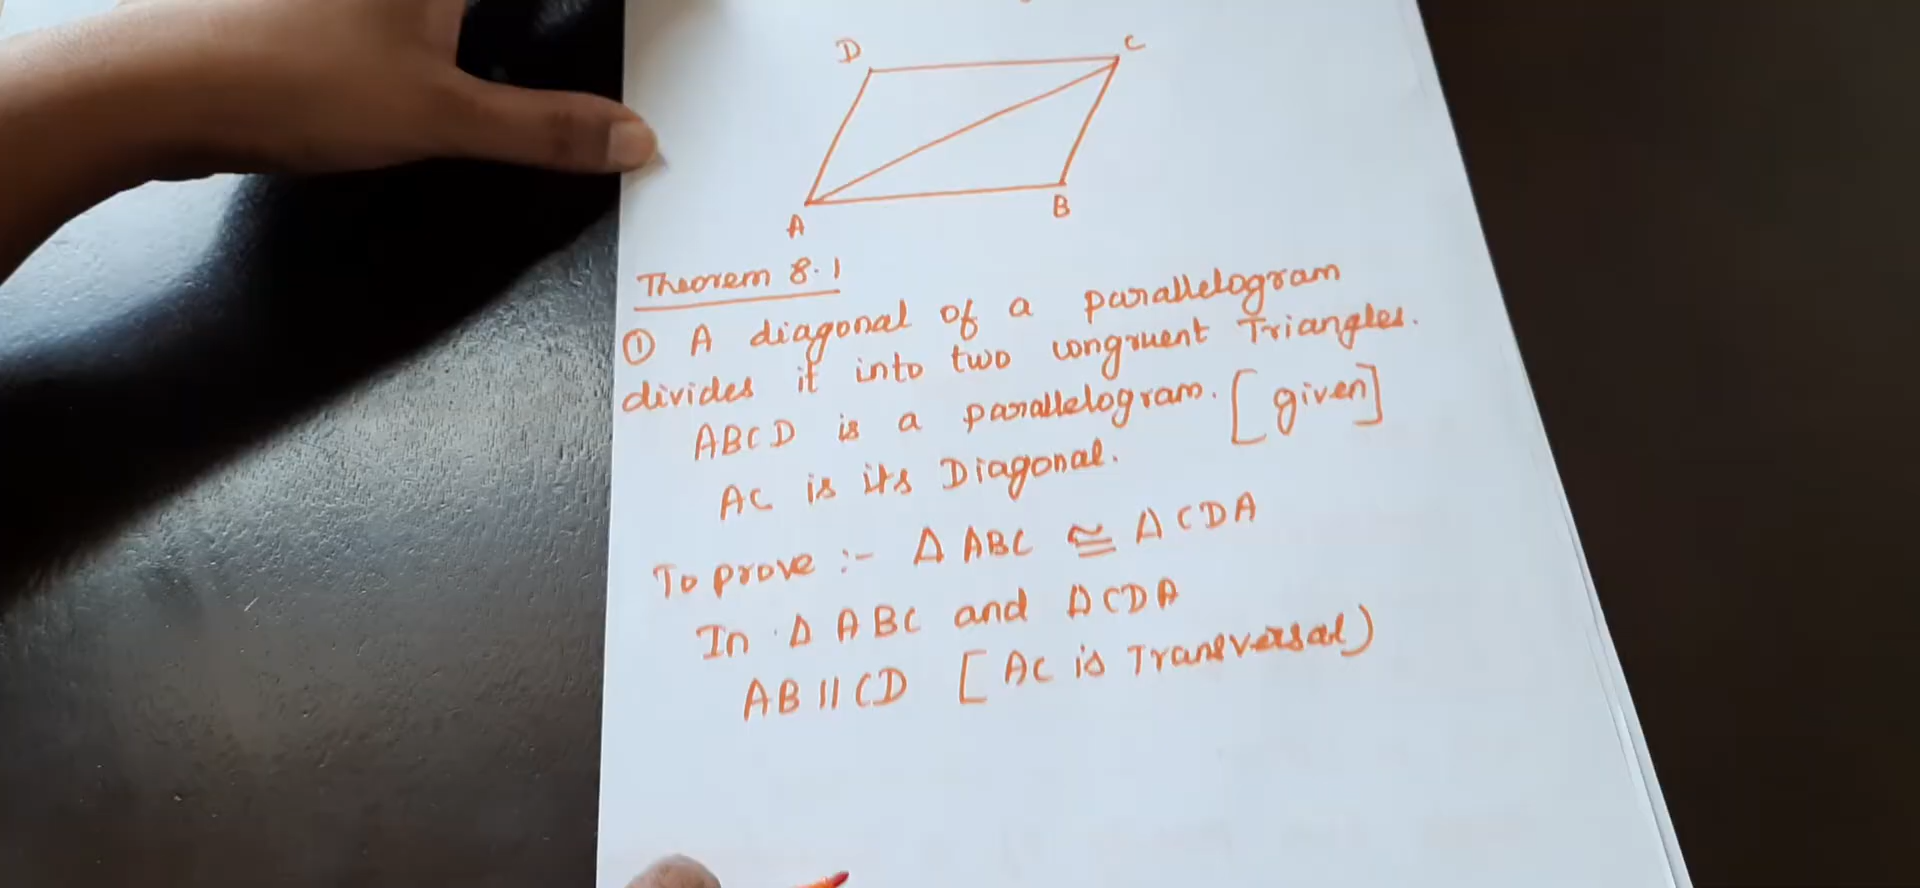 D
C
A
B
Theorem 8.1
① A diagonal of a parallelogram
divides it into two congruent Triangles.
ABCD is a parallelogram. [given]
AC is its Diagonal.
To prove :- Δ ABC ≅ Δ CDA
In Δ ABC and Δ CDA
AB || CD [AC is Transversal)